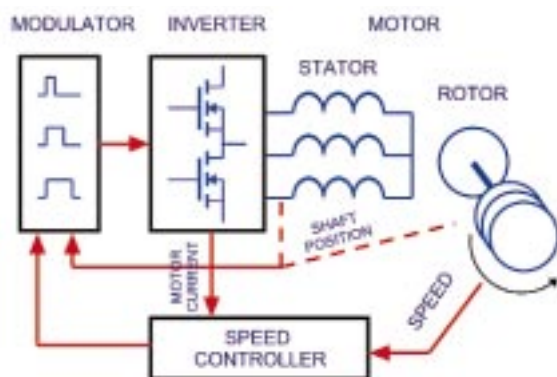 MODULATOR
INVERTER
MOTOR
STATOR
ROTOR
SHAFT
POSITION
MOTOR
CURRENT
SPEED
SPEED
CONTROLLER